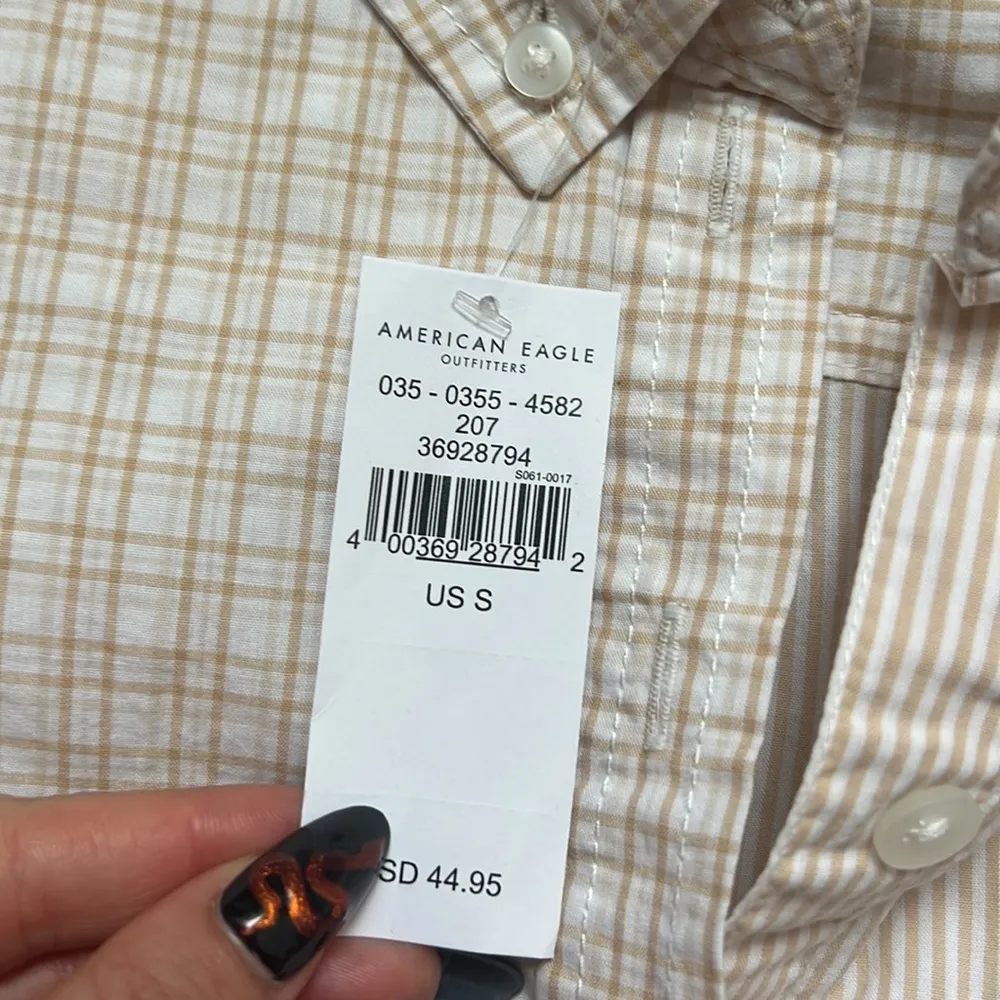 AMERICAN EAGLE
OUTFITTERS
035 - 0355 - 4582
207
36928794
S061-0017
4 00369 28794 2
US S
SD 44.95